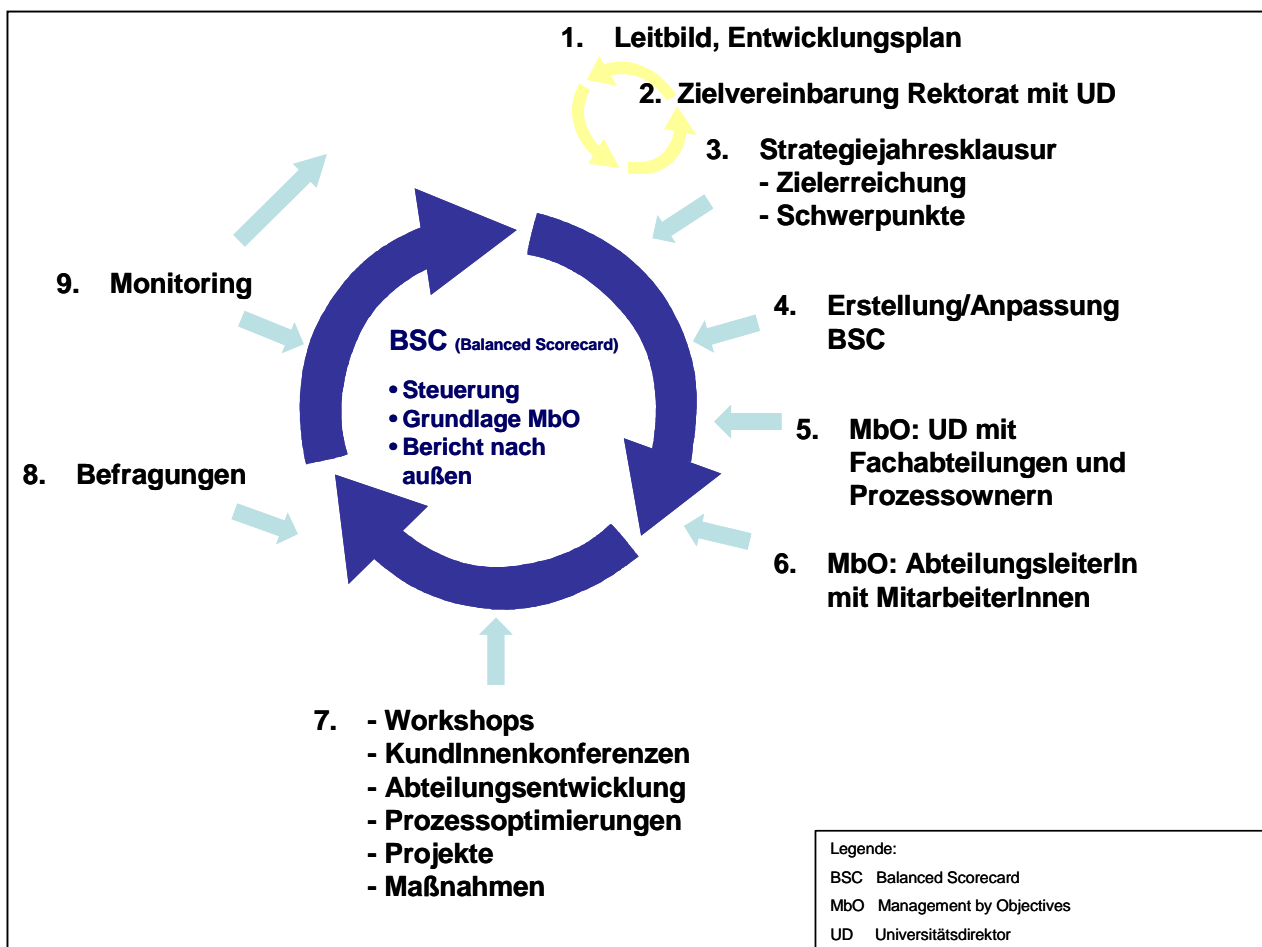 1. Leitbild, Entwicklungsplan
2. Zielvereinbarung Rektorat mit UD
3. Strategiejahresklausur
- Zielerreichung
- Schwerpunkte
4. Erstellung/Anpassung
BSC
5. MbO: UD mit
Fachabteilungen und
Prozessownern
6. MbO: AbteilungsleiterIn
mit MitarbeiterInnen
7. - Workshops
- KundInnenkonferenzen
- Abteilungsentwicklung
- Prozessoptimierungen
- Projekte
- Maßnahmen
8. Befragungen
9. Monitoring
BSC (Balanced Scorecard)
• Steuerung
• Grundlage MbO
• Bericht nach
außen
Legende:
BSC Balanced Scorecard
MbO Management by Objectives
UD Universitätsdirektor